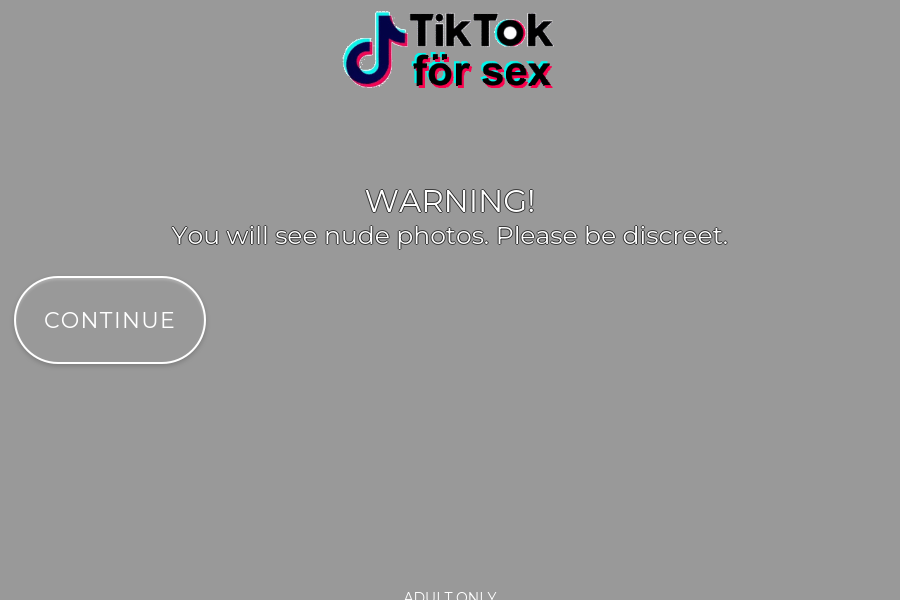 TikTok
för sex
WARNING!
You will see nude photos. Please be discreet.
CONTINUE
ADULT ONLY